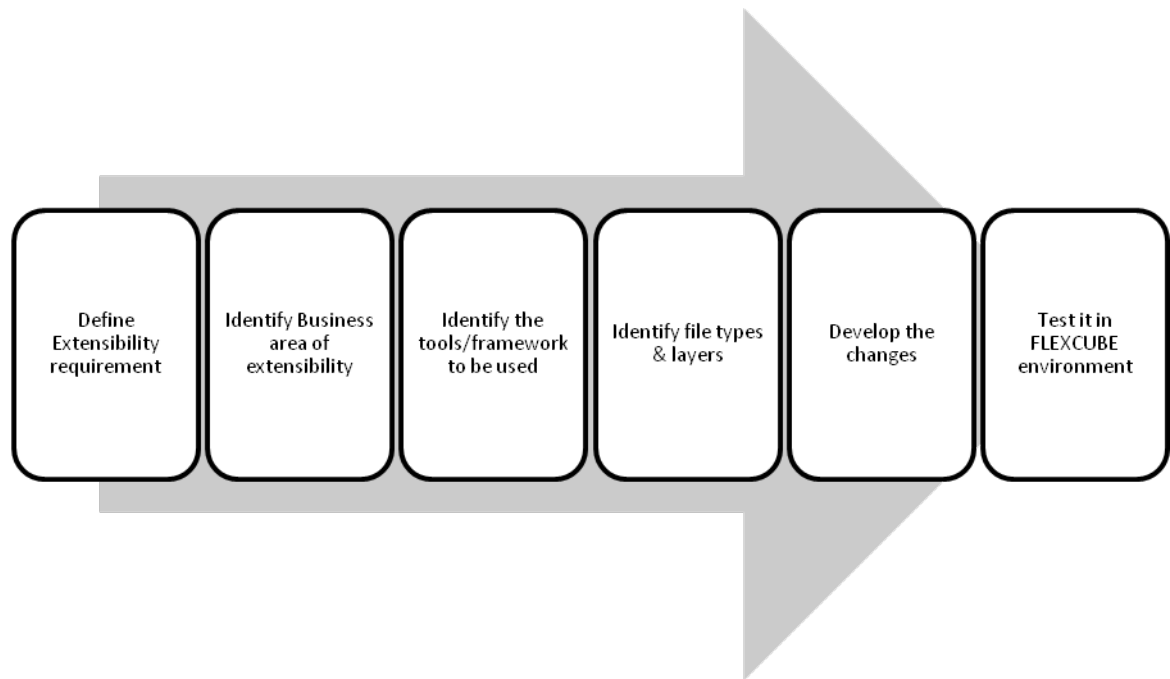 Define
Extensibility
requirement
Identify Business
area of
extensibility
Identify the
tools/framework
to be used
Identify file types
& layers
Develop the
changes
Test it in
FLEXCUBE
environment